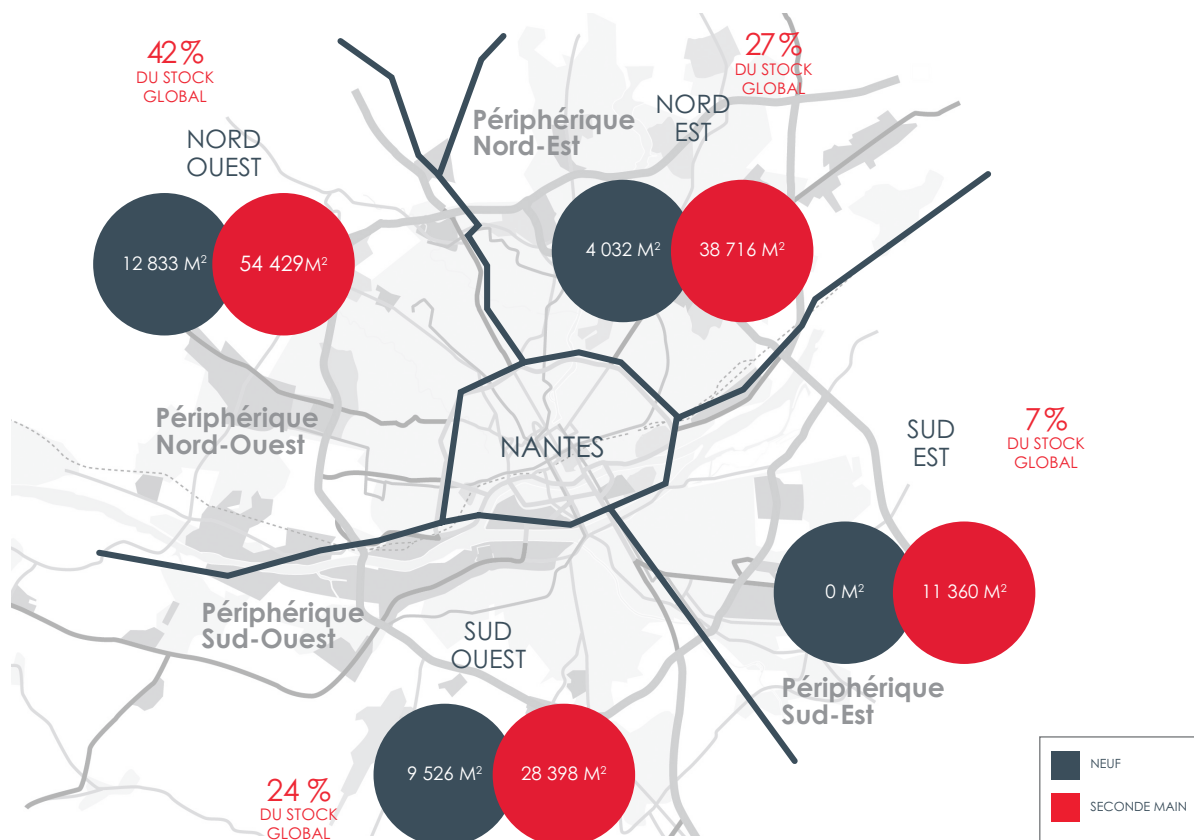 42%
DU STOCK
GLOBAL
NORD
OUEST
12 833 M²
54 429 M²
Périphérique
Nord-Est
27%
DU STOCK
GLOBAL
NORD
EST
4 032 M²
38 716 M²
Périphérique
Nord-Ouest
NANTES
SUD
EST
7%
DU STOCK
GLOBAL
0 M²
11 360 M²
Périphérique
Sud-Est
Périphérique
Sud-Ouest
SUD
OUEST
9 526 M²
28 398 M²
24 %
DU STOCK
GLOBAL
NEUF
SECONDE MAIN